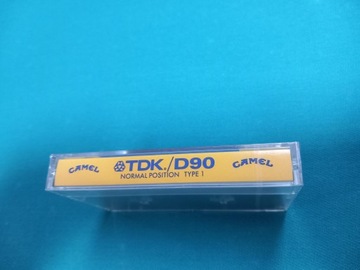 CAMEL TDK./D90 CAMEL
NORMAL POSITION TYPE 1